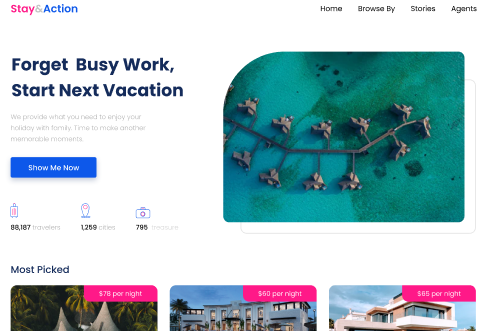 Stay&Action
Home Browse By Stories Agents
Forget Busy Work,
Start Next Vacation
We provide what you need to enjoy your
holiday with family. Time to make another
memorable moments.
Show Me Now
88,187 travelers 1,259 cities 795 treasure
Most Picked
$78 per night $60 per night $85 per night